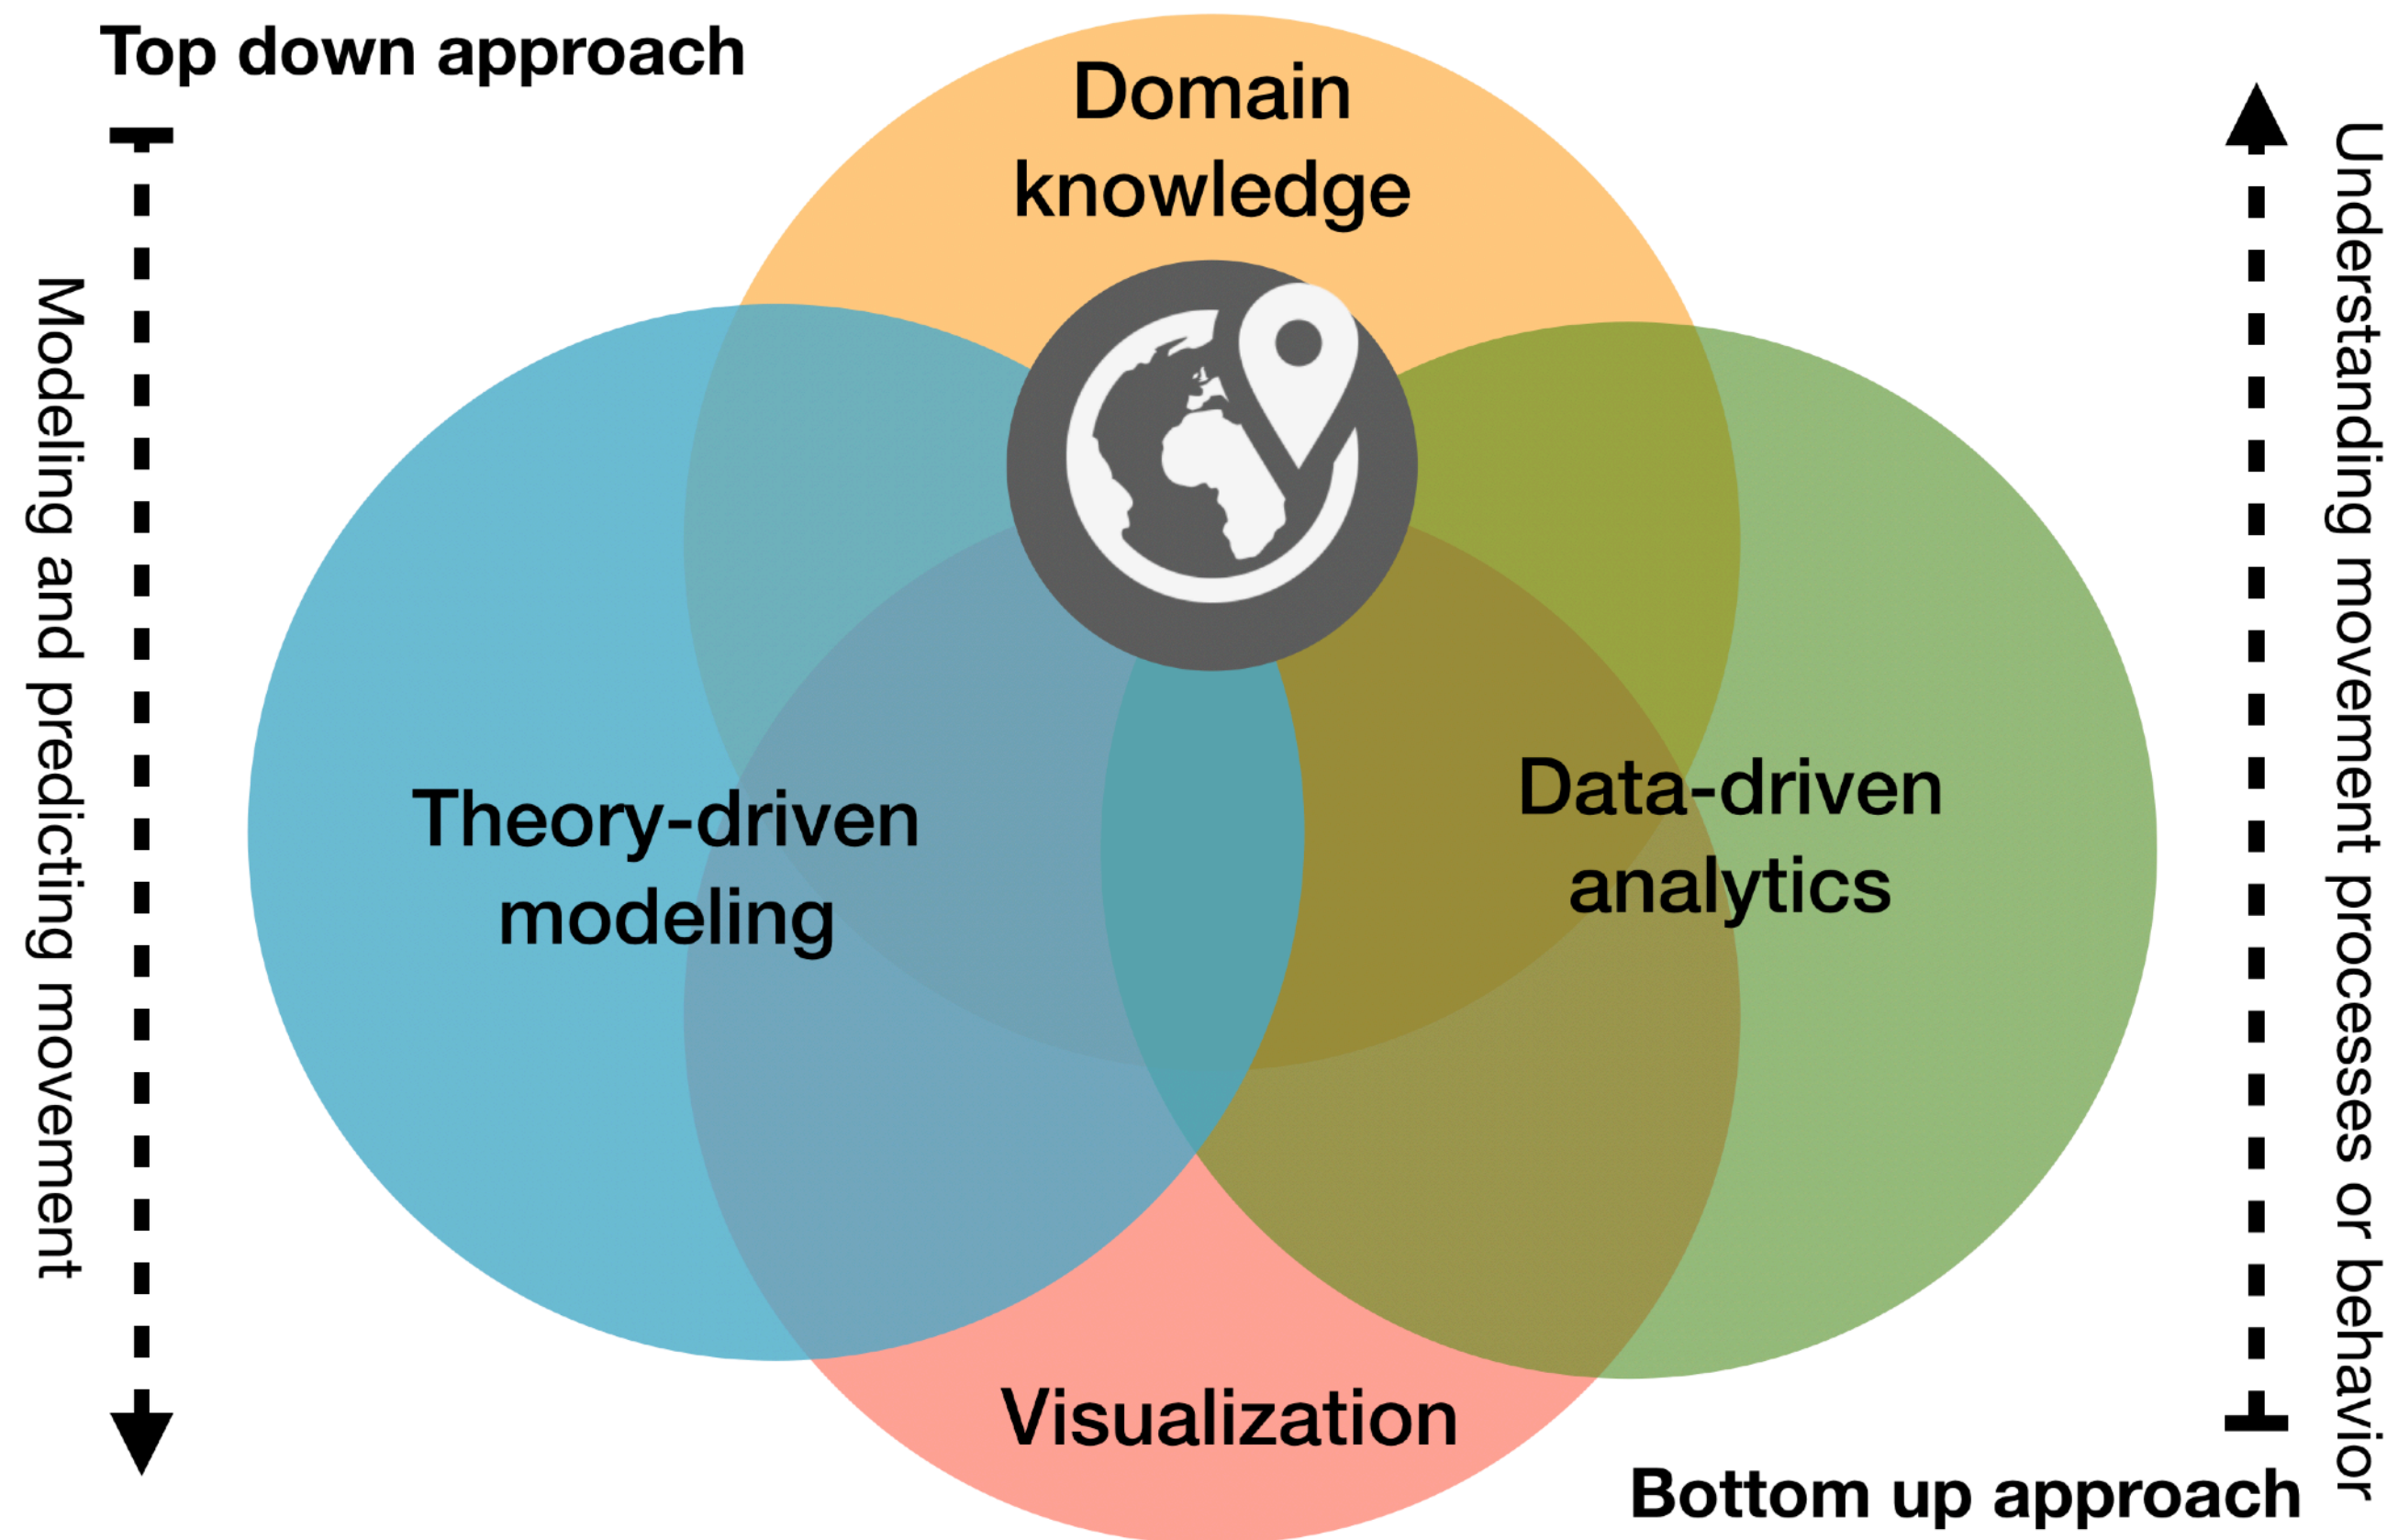 Top down approach
Domain
knowledge
Modeling and predicting movement
Understanding movement processes or behavior
Theory-driven
modeling
Data-driven
analytics
Visualization
Bottom up approach